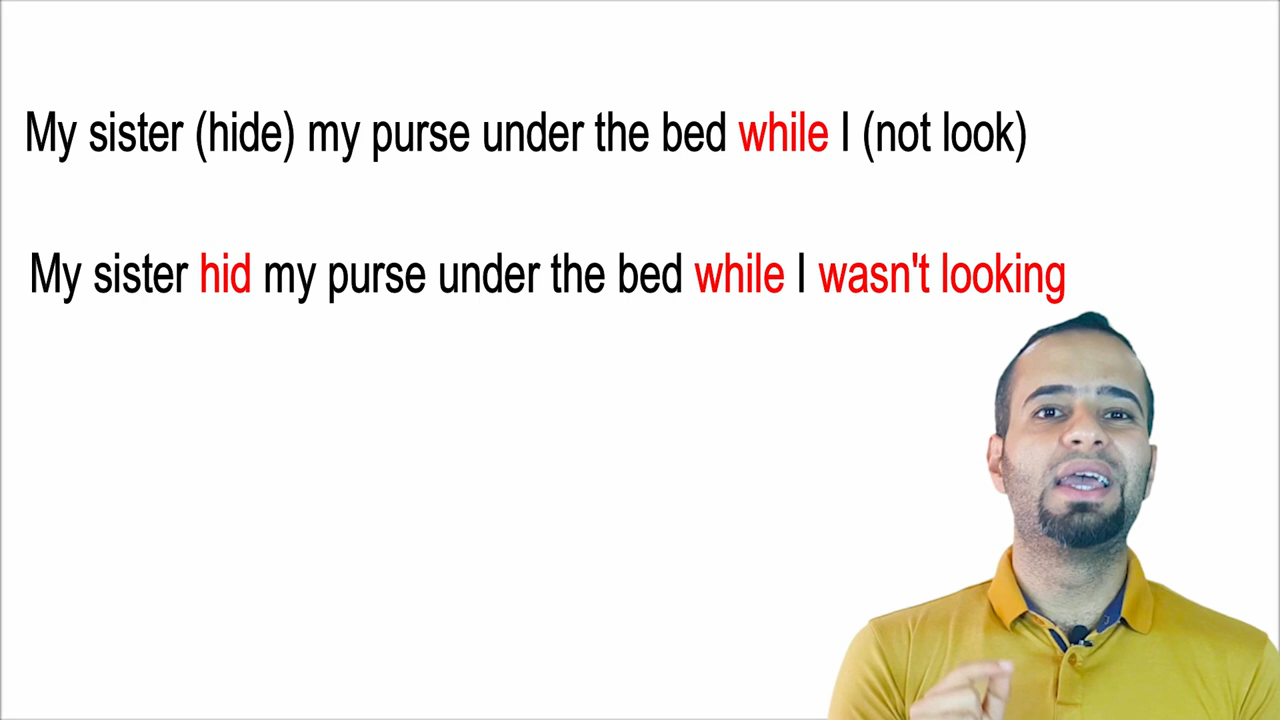 My sister (hide) my purse under the bed while I (not look)
My sister hid my purse under the bed while I wasn't looking